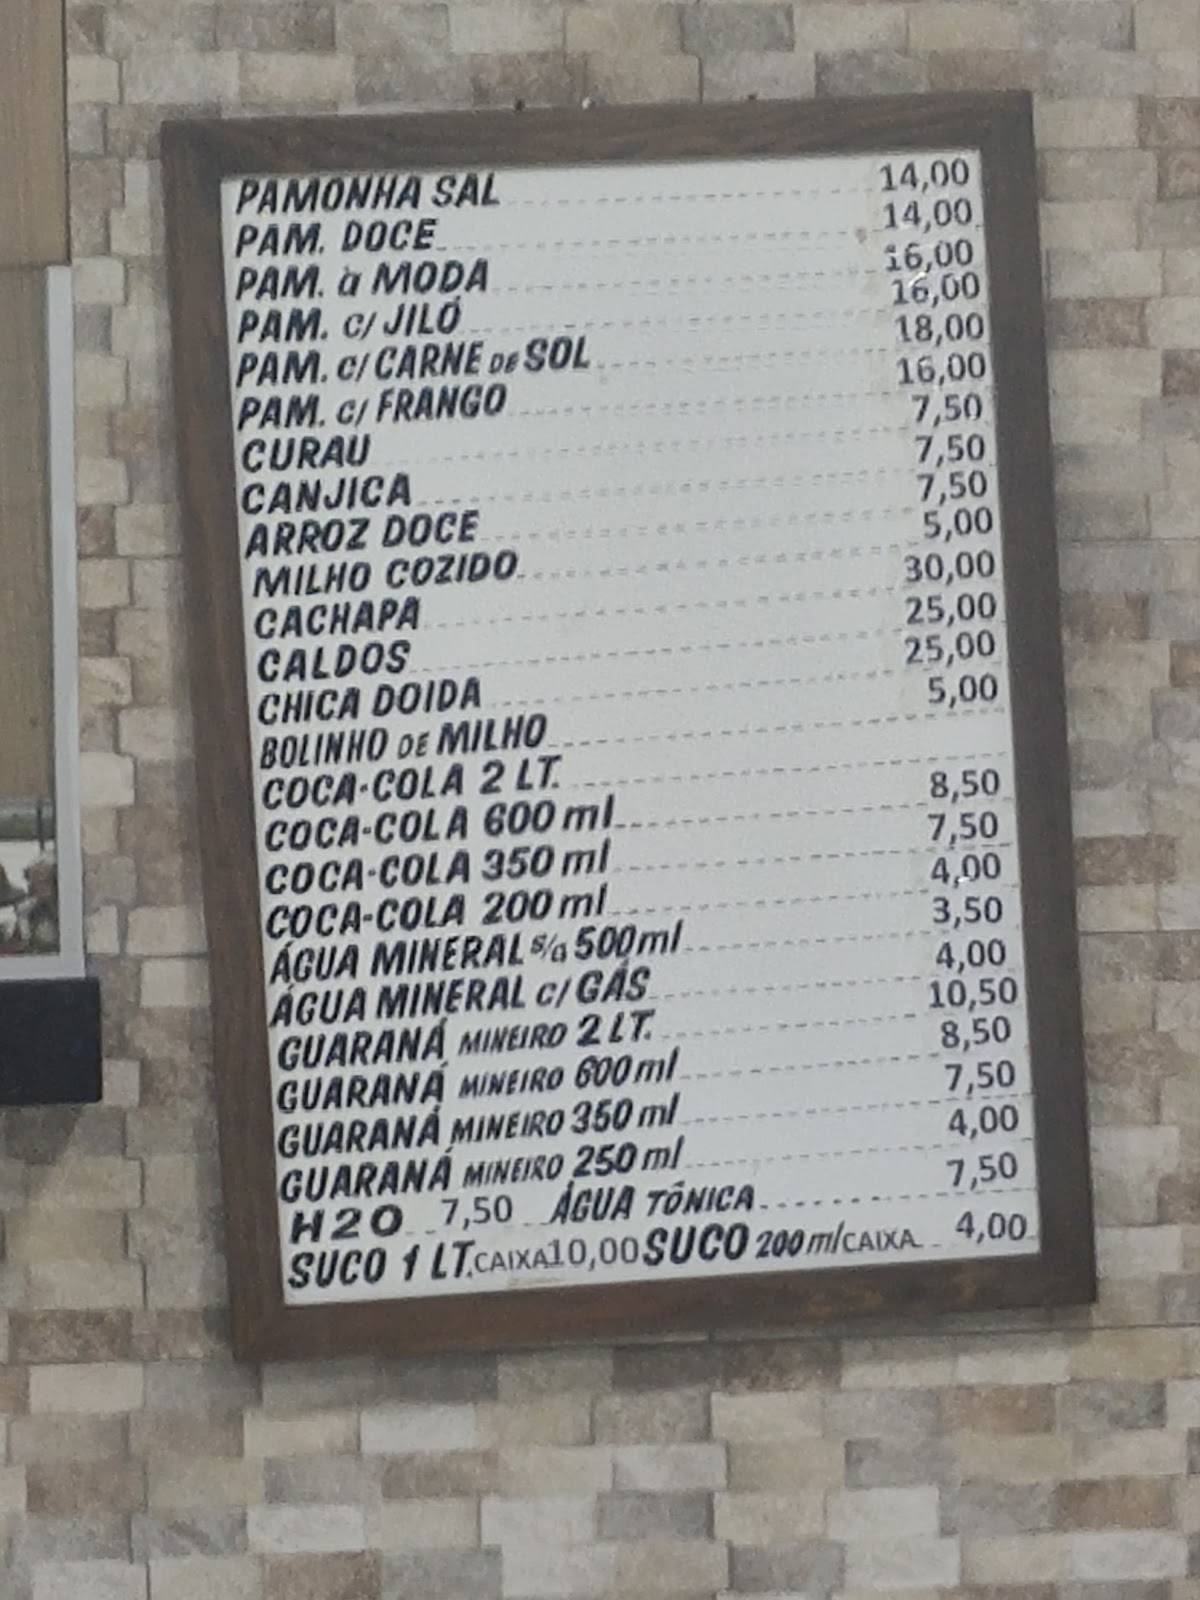 PAMONHA SAL 14,00
PAM. DOCE 14,00
PAM. à MODA 16,00
PAM. c/ JILÓ 16,00
PAM. c/ CARNE DE SOL 18,00
PAM. c/ FRANGO 16,00
CURAU 7,50
CANJICA 7,50
ARROZ DOCE 7,50
MILHO COZIDO 5,00
CACHAPA 30,00
CALDOS 25,00
CHICA DOIDA 25,00
BOLINHO DE MILHO 5,00
COCA-COLA 2 LT.
COCA-COLA 600 ml 8,50
COCA-COLA 350 ml 7,50
COCA-COLA 200 ml 4,00
ÁGUA MINERAL s/g 500ml 3,50
ÁGUA MINERAL c/ GÁS 4,00
GUARANÁ MINEIRO 2 LT. 10,50
GUARANÁ MINEIRO 600 ml 8,50
GUARANÁ MINEIRO 350 ml 7,50
GUARANÁ MINEIRO 250 ml 4,00
H2O 7,50 ÁGUA TÔNICA 7,50
SUCO 1 LT. CAIXA 10,00 SUCO 200 ml/CAIXA 4,00